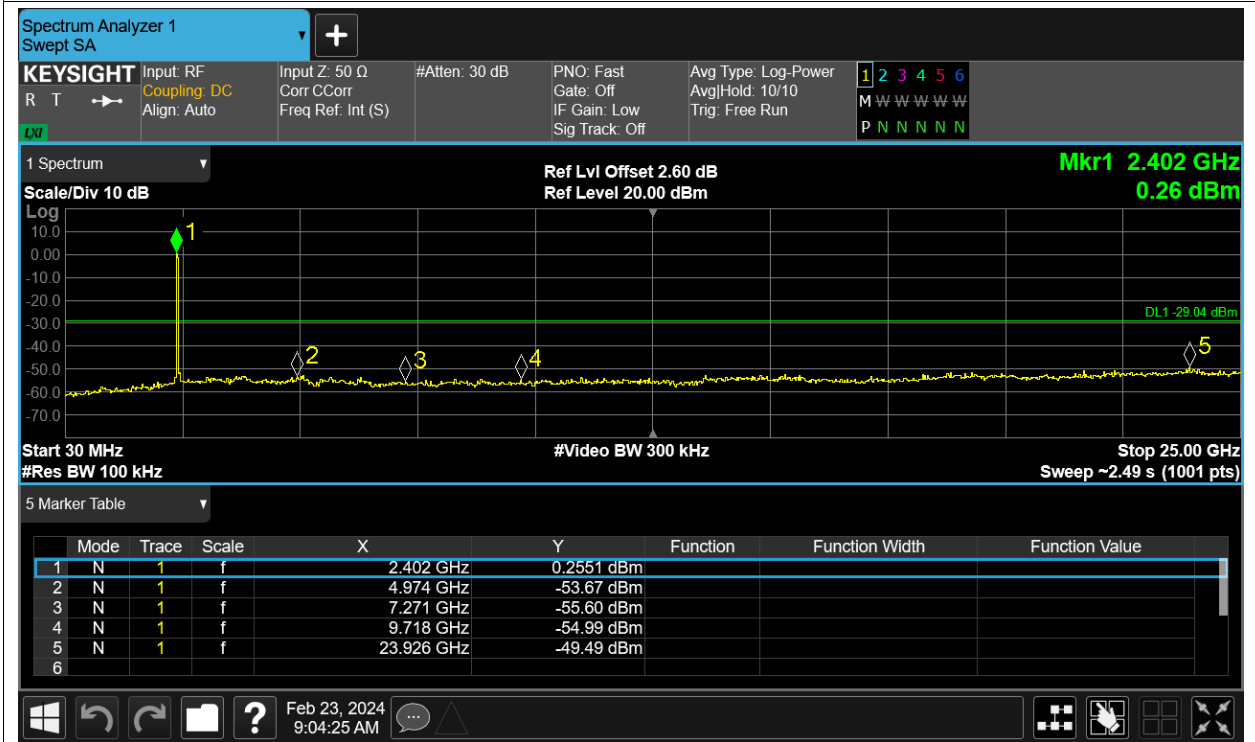 Spectrum Analyzer 1
Swept SA
+
KEYSIGHT Input: RF Input Z: 50 Ω #Atten: 30 dB PNO: Fast Avg Type: Log-Power 1 2 3 4 5 6
R T Coupling: DC Corr CCorr Gate: Off Avg|Hold: 10/10 M W W W W W
Align: Auto Freq Ref: Int (S) IF Gain: Low Trig: Free Run
LXI Sig Track: Off P N N N N N
1 Spectrum Ref Lvl Offset 2.60 dB Mkr1 2.402 GHz
Scale/Div 10 dB Ref Level 20.00 dBm 0.26 dBm
Log
10.0 1
0.00
-10.0
-20.0
DL1 -29.04 dBm
-30.0
-40.0 2 3 4 5
-50.0
-60.0
-70.0
Start 30 MHz #Video BW 300 kHz Stop 25.00 GHz
#Res BW 100 kHz Sweep ~2.49 s (1001 pts)
5 Marker Table
Mode Trace Scale X Y Function Function Width Function Value
1 N 1 f 2.402 GHz 0.2551 dBm
2 N 1 f 4.974 GHz -53.67 dBm
3 N 1 f 7.271 GHz -55.60 dBm
4 N 1 f 9.718 GHz -54.99 dBm
5 N 1 f 23.926 GHz -49.49 dBm
6
? Feb 23, 2024
9:04:25 AM